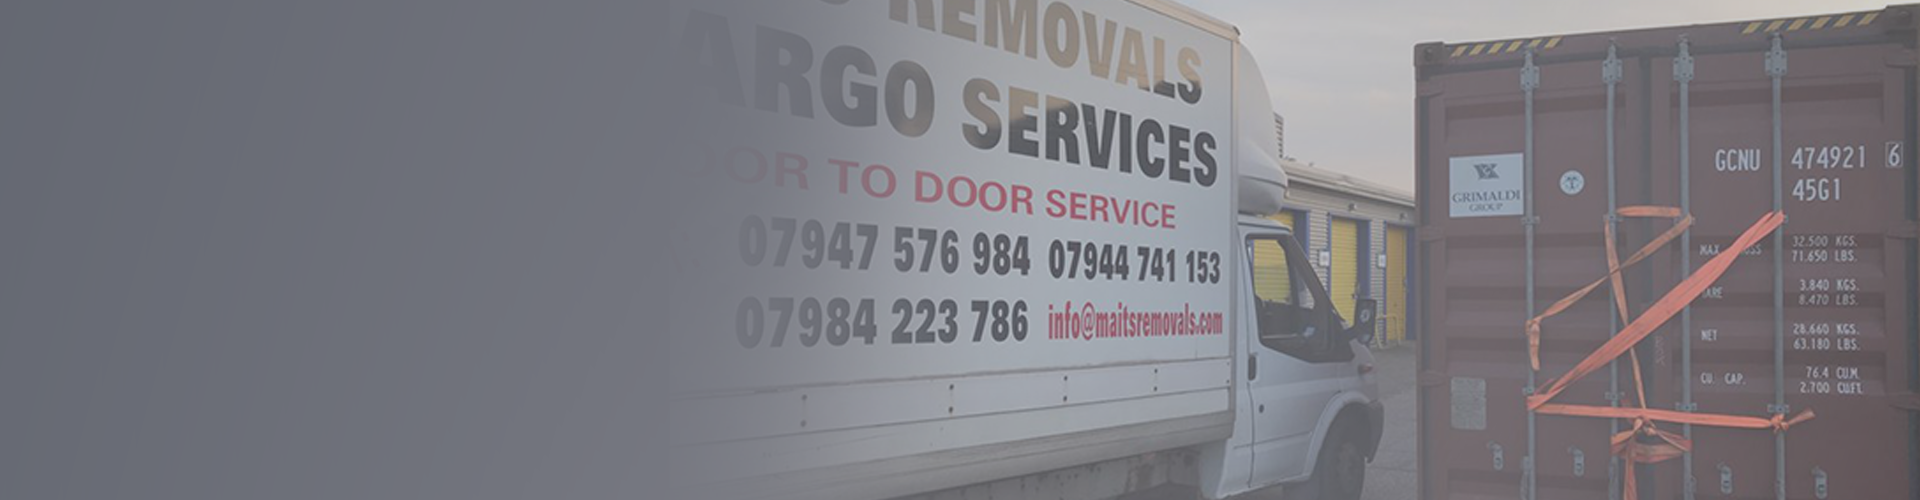 REMOVALS
CARGO SERVICES
DOOR TO DOOR SERVICE
07947 576 984 07944 741 153
07984 223 786 info@maitsremovals.com
GRIMALDI
GROUP
GCNU 474921 6
45G1
32.500 KGS.
71.650 LBS.
3.840 KGS.
8.470 LBS.
NET 28.660 KGS.
63.180 LBS.
CU. CAP. 76.4 CU.M.
2.700 CU.FT.